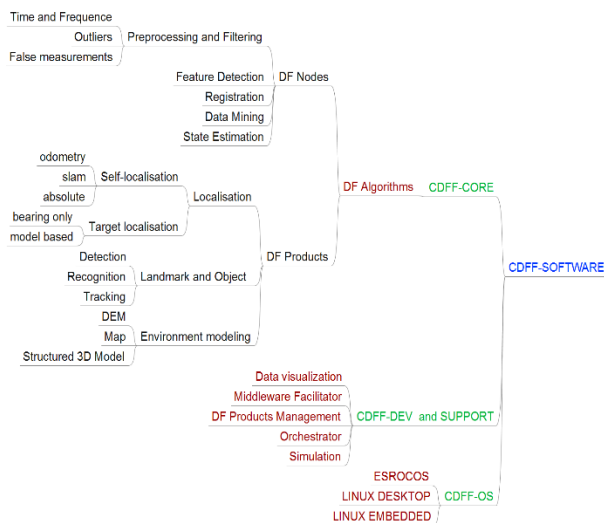 Time and Frequence
Outliers
False measurements
Preprocessing and Filtering
Feature Detection
Registration
Data Mining
State Estimation
DF Nodes
odometry
slam
absolute
Self-localisation
bearing only
model based
Target localisation
Localisation
Detection
Recognition
Tracking
Landmark and Object
DEM
Map
Structured 3D Model
Environment modeling
DF Products
DF Algorithms
CDFF-CORE
Data visualization
Middleware Facilitator
DF Products Management
Orchestrator
Simulation
CDFF-DEV and SUPPORT
ESROCOS
LINUX DESKTOP
LINUX EMBEDDED
CDFF-OS
CDFF-SOFTWARE